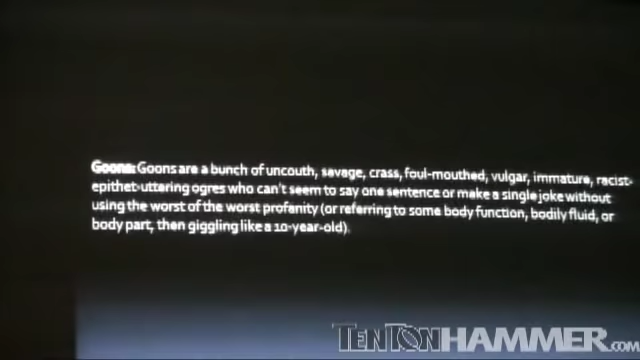 Goons: Goons are a bunch of uncouth, savage, crass, foul-mouthed, vulgar, immature, racist-
epithet-uttering ogres who can't seem to say one sentence or make a single joke without
using the worst of the worst profanity (or referring to some body function, bodily fluid, or
body part, then giggling like a 10-year-old).
TENTONHAMMER.COM